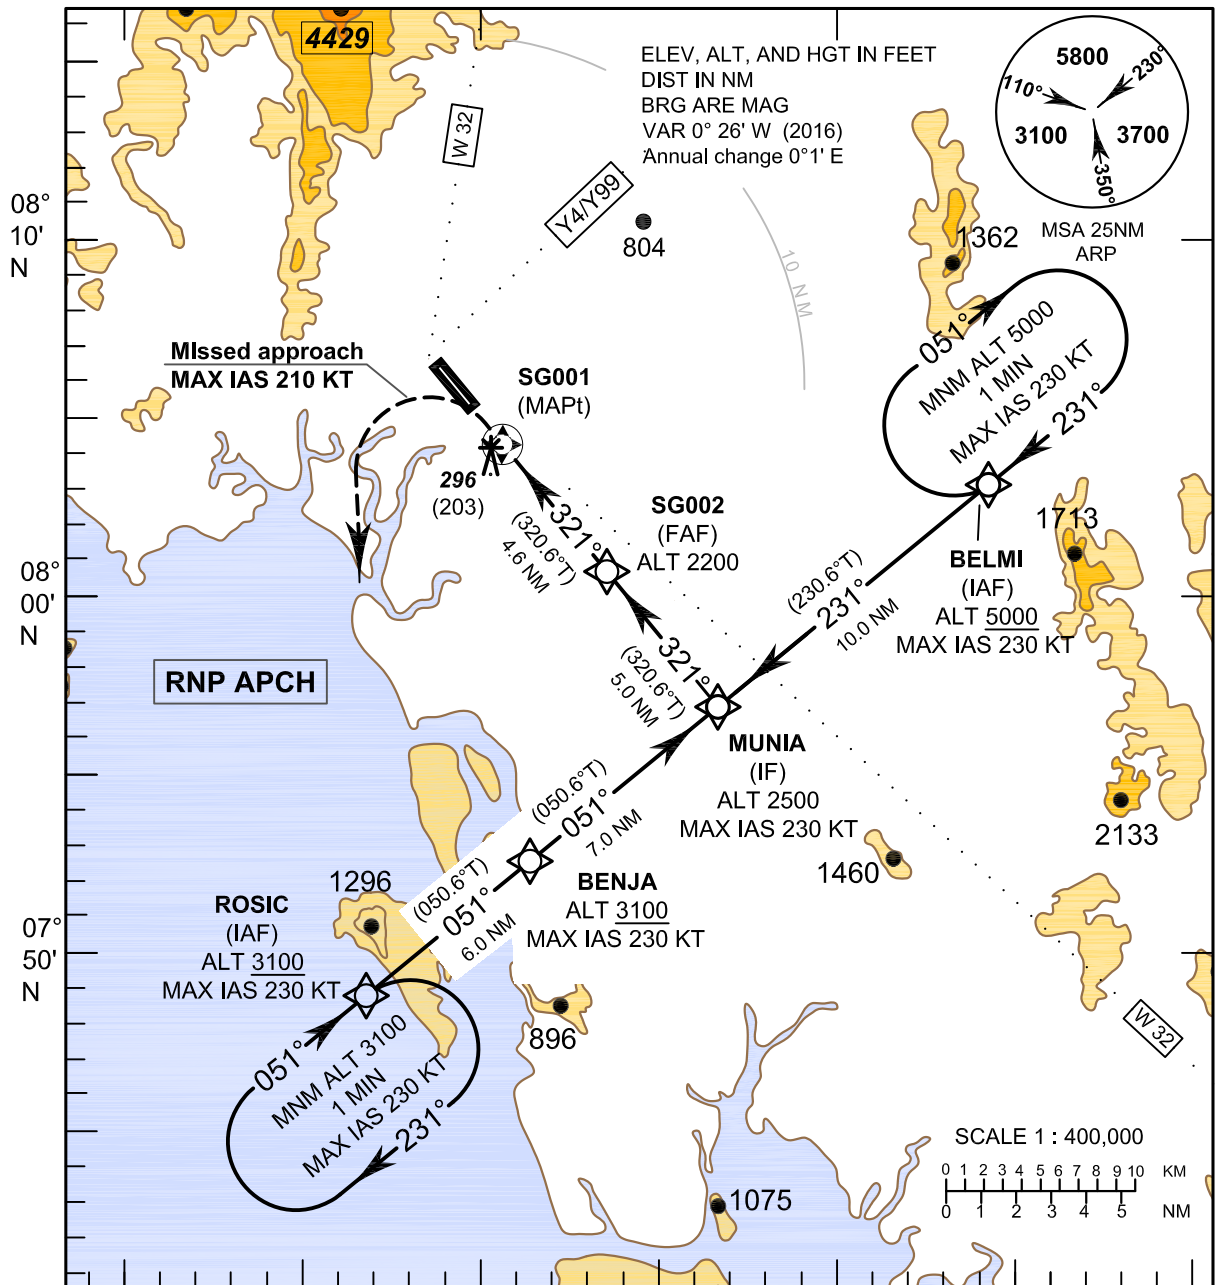 4429
ELEV, ALT, AND HGT IN FEET
DIST IN NM
BRG ARE MAG
VAR 0° 26' W (2016)
Annual change 0°1' E
5800
110°
230°
3100
3700
350°
MSA 25NM
ARP
W 32
Y4/Y99
804
10 NM
1362
08°
10'
N
MIssed approach
MAX IAS 210 KT
SG001
(MAPt)
296
(203)
051°
MNM ALT 5000
1 MIN
MAX IAS 230 KT
231°
SG002
(FAF)
ALT 2200
321°
(320.6°T)
4.6 NM
1713
BELMI
(IAF)
ALT 5000
MAX IAS 230 KT
08°
00'
N
(230.6°T)
231°
10.0 NM
321°
(320.6°T)
5.0 NM
RNP APCH
MUNIA
(IF)
ALT 2500
MAX IAS 230 KT
2133
(050.6°T)
051°
7.0 NM
1460
BENJA
ALT 3100
MAX IAS 230 KT
1296
(050.6°T)
051°
6.0 NM
ROSIC
(IAF)
ALT 3100
MAX IAS 230 KT
07°
50'
N
896
W 32
051°
MNM ALT 3100
1 MIN
MAX IAS 230 KT
231°
1075
SCALE 1 : 400,000
0 1 2 3 4 5 6 7 8 9 10 KM
0 1 2 3 4 5 NM